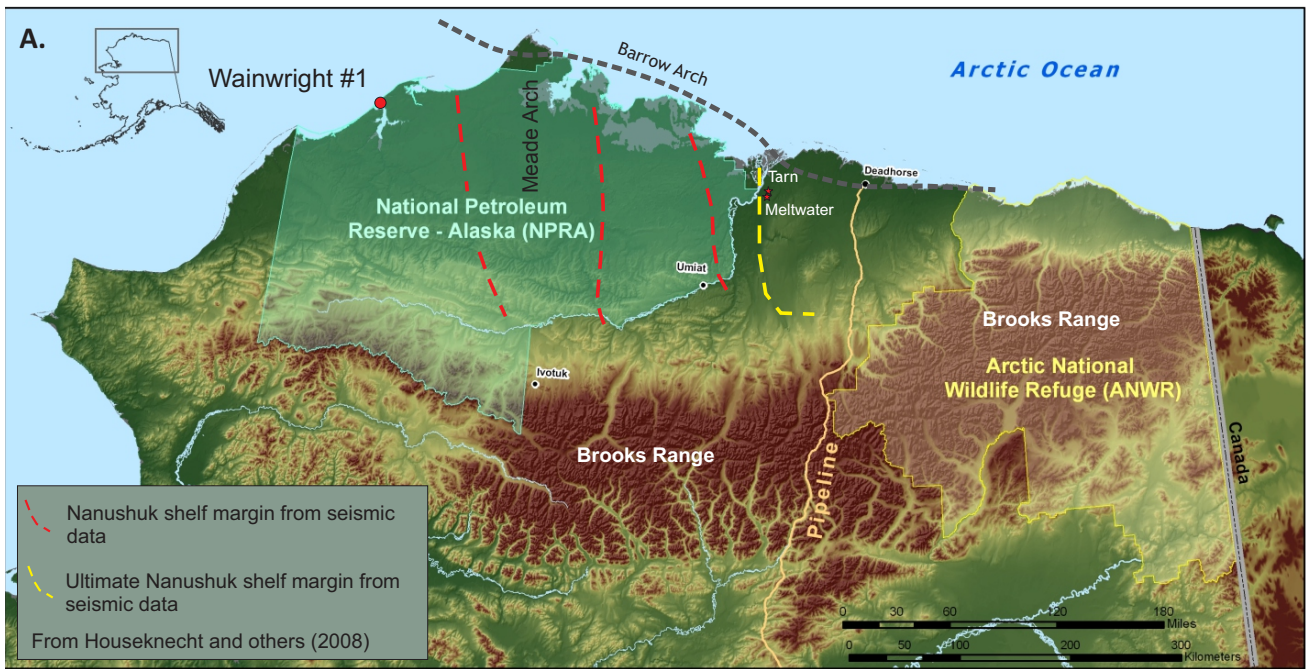 A.
Wainwright #1
Barrow Arch
Arctic Ocean
Meade Arch
National Petroleum
Reserve - Alaska (NPRA)
Tarn
Meltwater
Deadhorse
Umiat
Ivotuk
Brooks Range
Arctic National
Wildlife Refuge (ANWR)
Brooks Range
Pipeline
Canada
Nanushuk shelf margin from seismic
data
Ultimate Nanushuk shelf margin from
seismic data
From Houseknecht and others (2008)
0 30 60 120 180
Miles
0 50 100 200 300
Kilometers